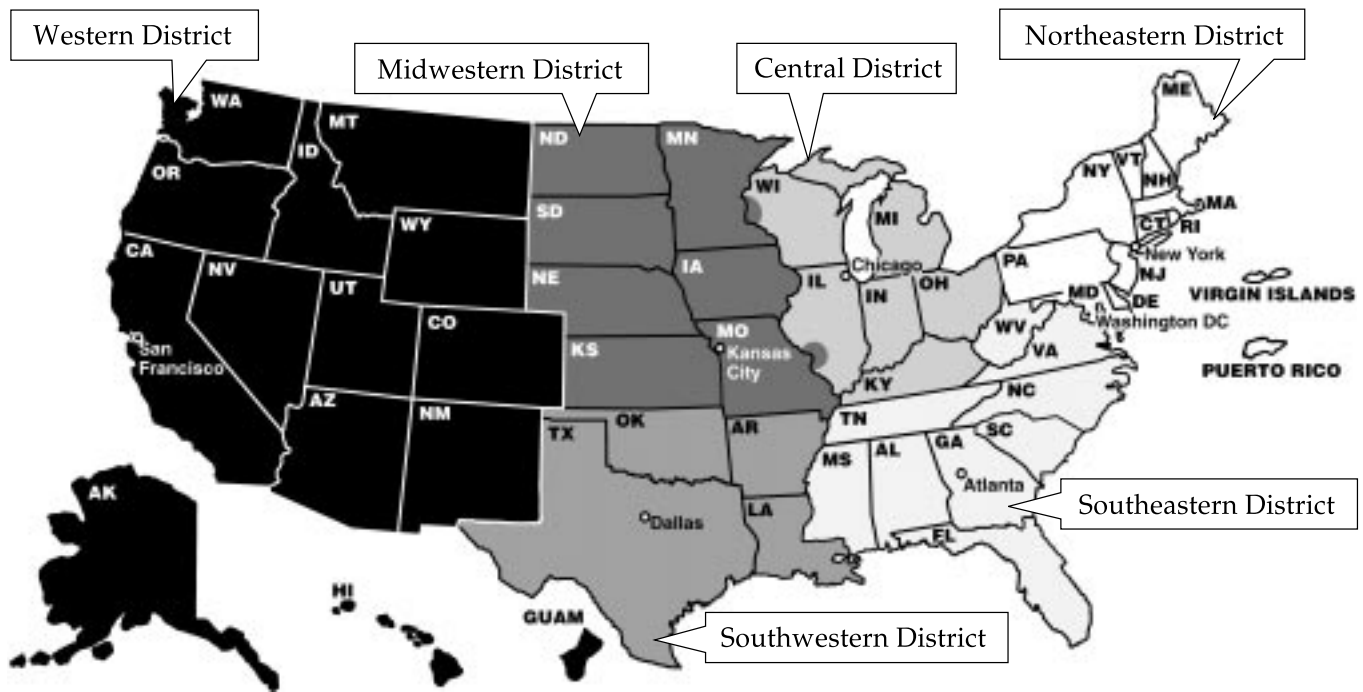 Western District
Midwestern District
Central District
Northeastern District
WA
MT
ID
OR
ND
MN
WI
MI
ME
VT
NY
NH
MA
CT
RI
New York
NJ
PA
MD
DE
Washington DC
VIRGIN ISLANDS
PUERTO RICO
WY
SD
CA
NV
UT
CO
NE
IA
Chicago
IL
IN
OH
WV
VA
San
Francisco
KS
MO
Kansas
City
KY
AZ
NM
TX
OK
AR
TN
NC
SC
MS
AL
GA
Atlanta
Southeastern District
AK
Dallas
LA
FL
HI
GUAM
Southwestern District